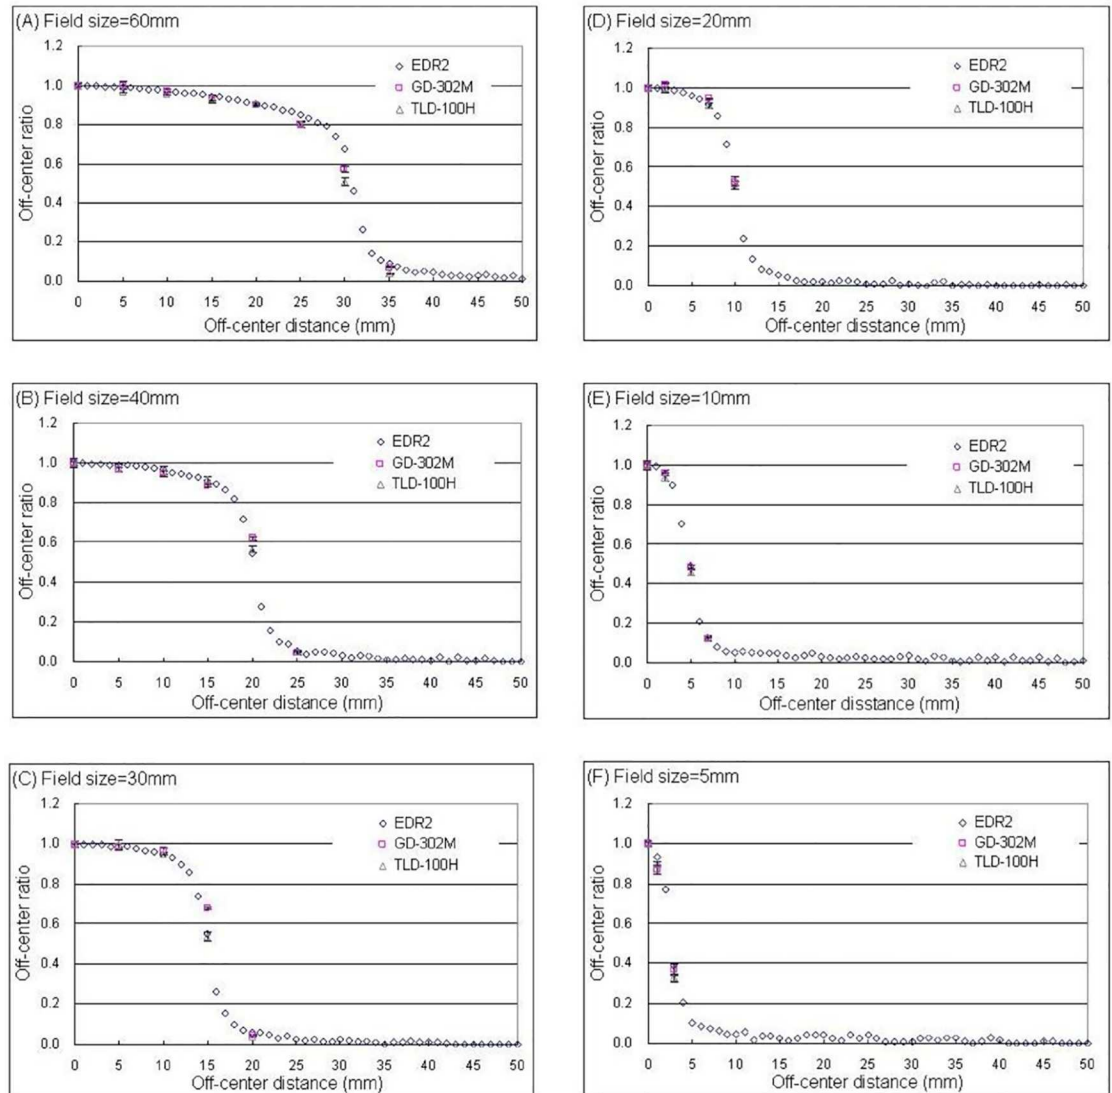 (A) Field size=60mm
1.2
1.0
0.8
0.6
0.4
0.2
0.0
Off-center ratio
EDR2
GD-302M
TLD-100H
0 5 10 15 20 25 30 35 40 45 50
Off-center distance (mm)
(D) Field size=20mm
1.2
1.0
0.8
0.6
0.4
0.2
0.0
Off-cener ratio
EDR2
GD-302M
TLD-100H
0 5 10 15 20 25 30 35 40 45 50
Off-center disstance (mm)
(B) Field size=40mm
1.2
1.0
0.8
0.6
0.4
0.2
0.0
Off-center ratio
EDR2
GD-302M
TLD-100H
0 5 10 15 20 25 30 35 40 45 50
Off-center distance (mm)
(E) Field size=10mm
1.2
1.0
0.8
0.6
0.4
0.2
0.0
Off-center ratio
EDR2
GD-302M
TLD-100H
0 5 10 15 20 25 30 35 40 45 50
Off-center disstance (mm)
(C) Field size=30mm
1.2
1.0
0.8
0.6
0.4
0.2
0.0
Off-center ratio
EDR2
GD-302M
TLD-100H
0 5 10 15 20 25 30 35 40 45 50
Off-center distance (mm)
(F) Field size=5mm
1.2
1.0
0.8
0.6
0.4
0.2
0.0
Off-center ratio
EDR2
GD-302M
TLD-100H
0 5 10 15 20 25 30 35 40 45 50
Off-center distance (mm)